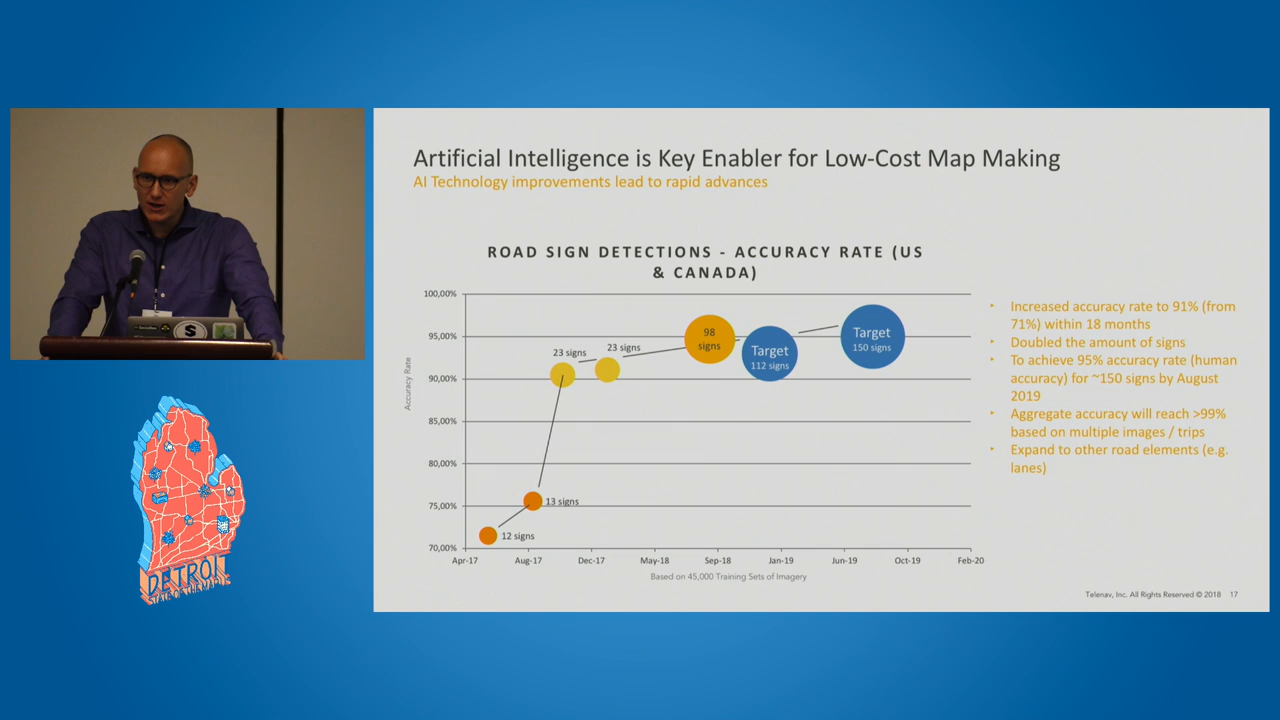 Artificial Intelligence is Key Enabler for Low-Cost Map Making
AI Technology improvements lead to rapid advances
ROAD SIGN DETECTIONS - ACCURACY RATE (US
& CANADA)
100,00%
95,00%
90,00%
85,00%
80,00%
75,00%
70,00%
Accuracy Rate
12 signs
13 signs
23 signs
23 signs
98
signs
Target
112 signs
Target
150 signs
Apr-17
Aug-17
Dec-17
May-18
Sep-18
Jan-19
Jun-19
Oct-19
Feb-20
Based on 45,000 Training Sets of Imagery
‣ Increased accuracy rate to 91% (from
71%) within 18 months
‣ Doubled the amount of signs
‣ To achieve 95% accuracy rate (human
accuracy) for ~150 signs by August
2019
‣ Aggregate accuracy will reach >99%
based on multiple images / trips
‣ Expand to other road elements (e.g.
lanes)
Telenav, Inc. All Rights Reserved © 2018 17
S
DETROIT
STATE OF THE MAP US